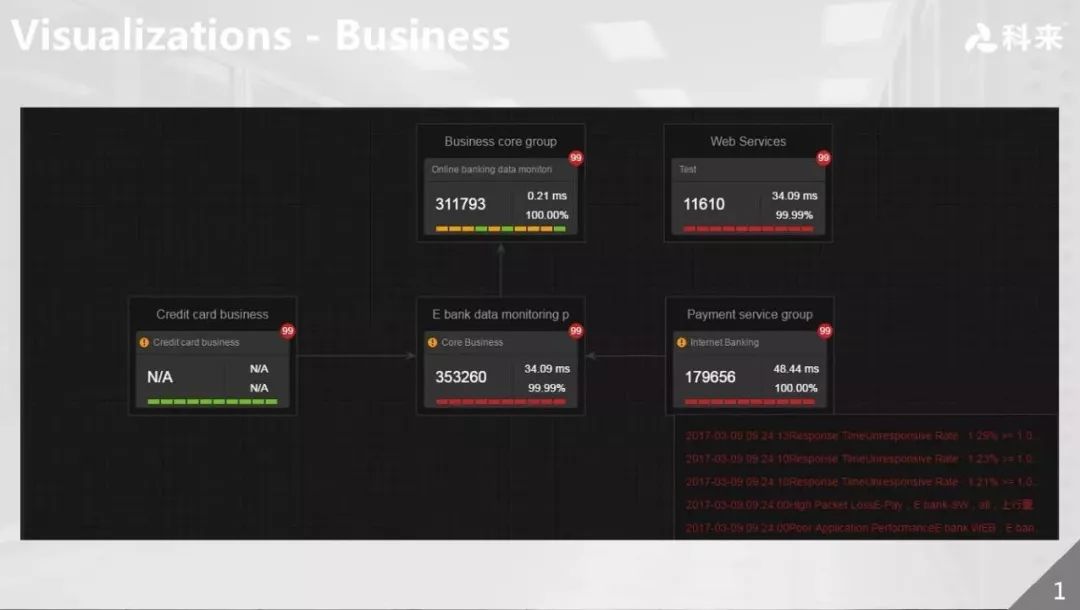 Visualizations - Business
科来
Business core group
99
Online banking data monitori
311793
0.21 ms
100.00%
Web Services
99
Test
11610
34.09 ms
99.99%
Credit card business
99
Credit card business
N/A
N/A
N/A
E bank data monitoring p
99
Core Business
353260
34.09 ms
99.99%
Payment service group
99
Internet Banking
179656
48.44 ms
100.00%
2017-03-09 09:24:13Response TimeUnresponsive Rate : 1.29% >= 1.0...
2017-03-09 09:24:10Response TimeUnresponsive Rate : 1.23% >= 1.0...
2017-03-09 09:24:10Response TimeUnresponsive Rate : 1.21% >= 1.0...
2017-03-09 09:24:00High Packet LossE-Pay , E bank-SW , all , 上行重
2017-03-09 09:24:00Poor Application PerformanceE bank WEB , E ban...
1